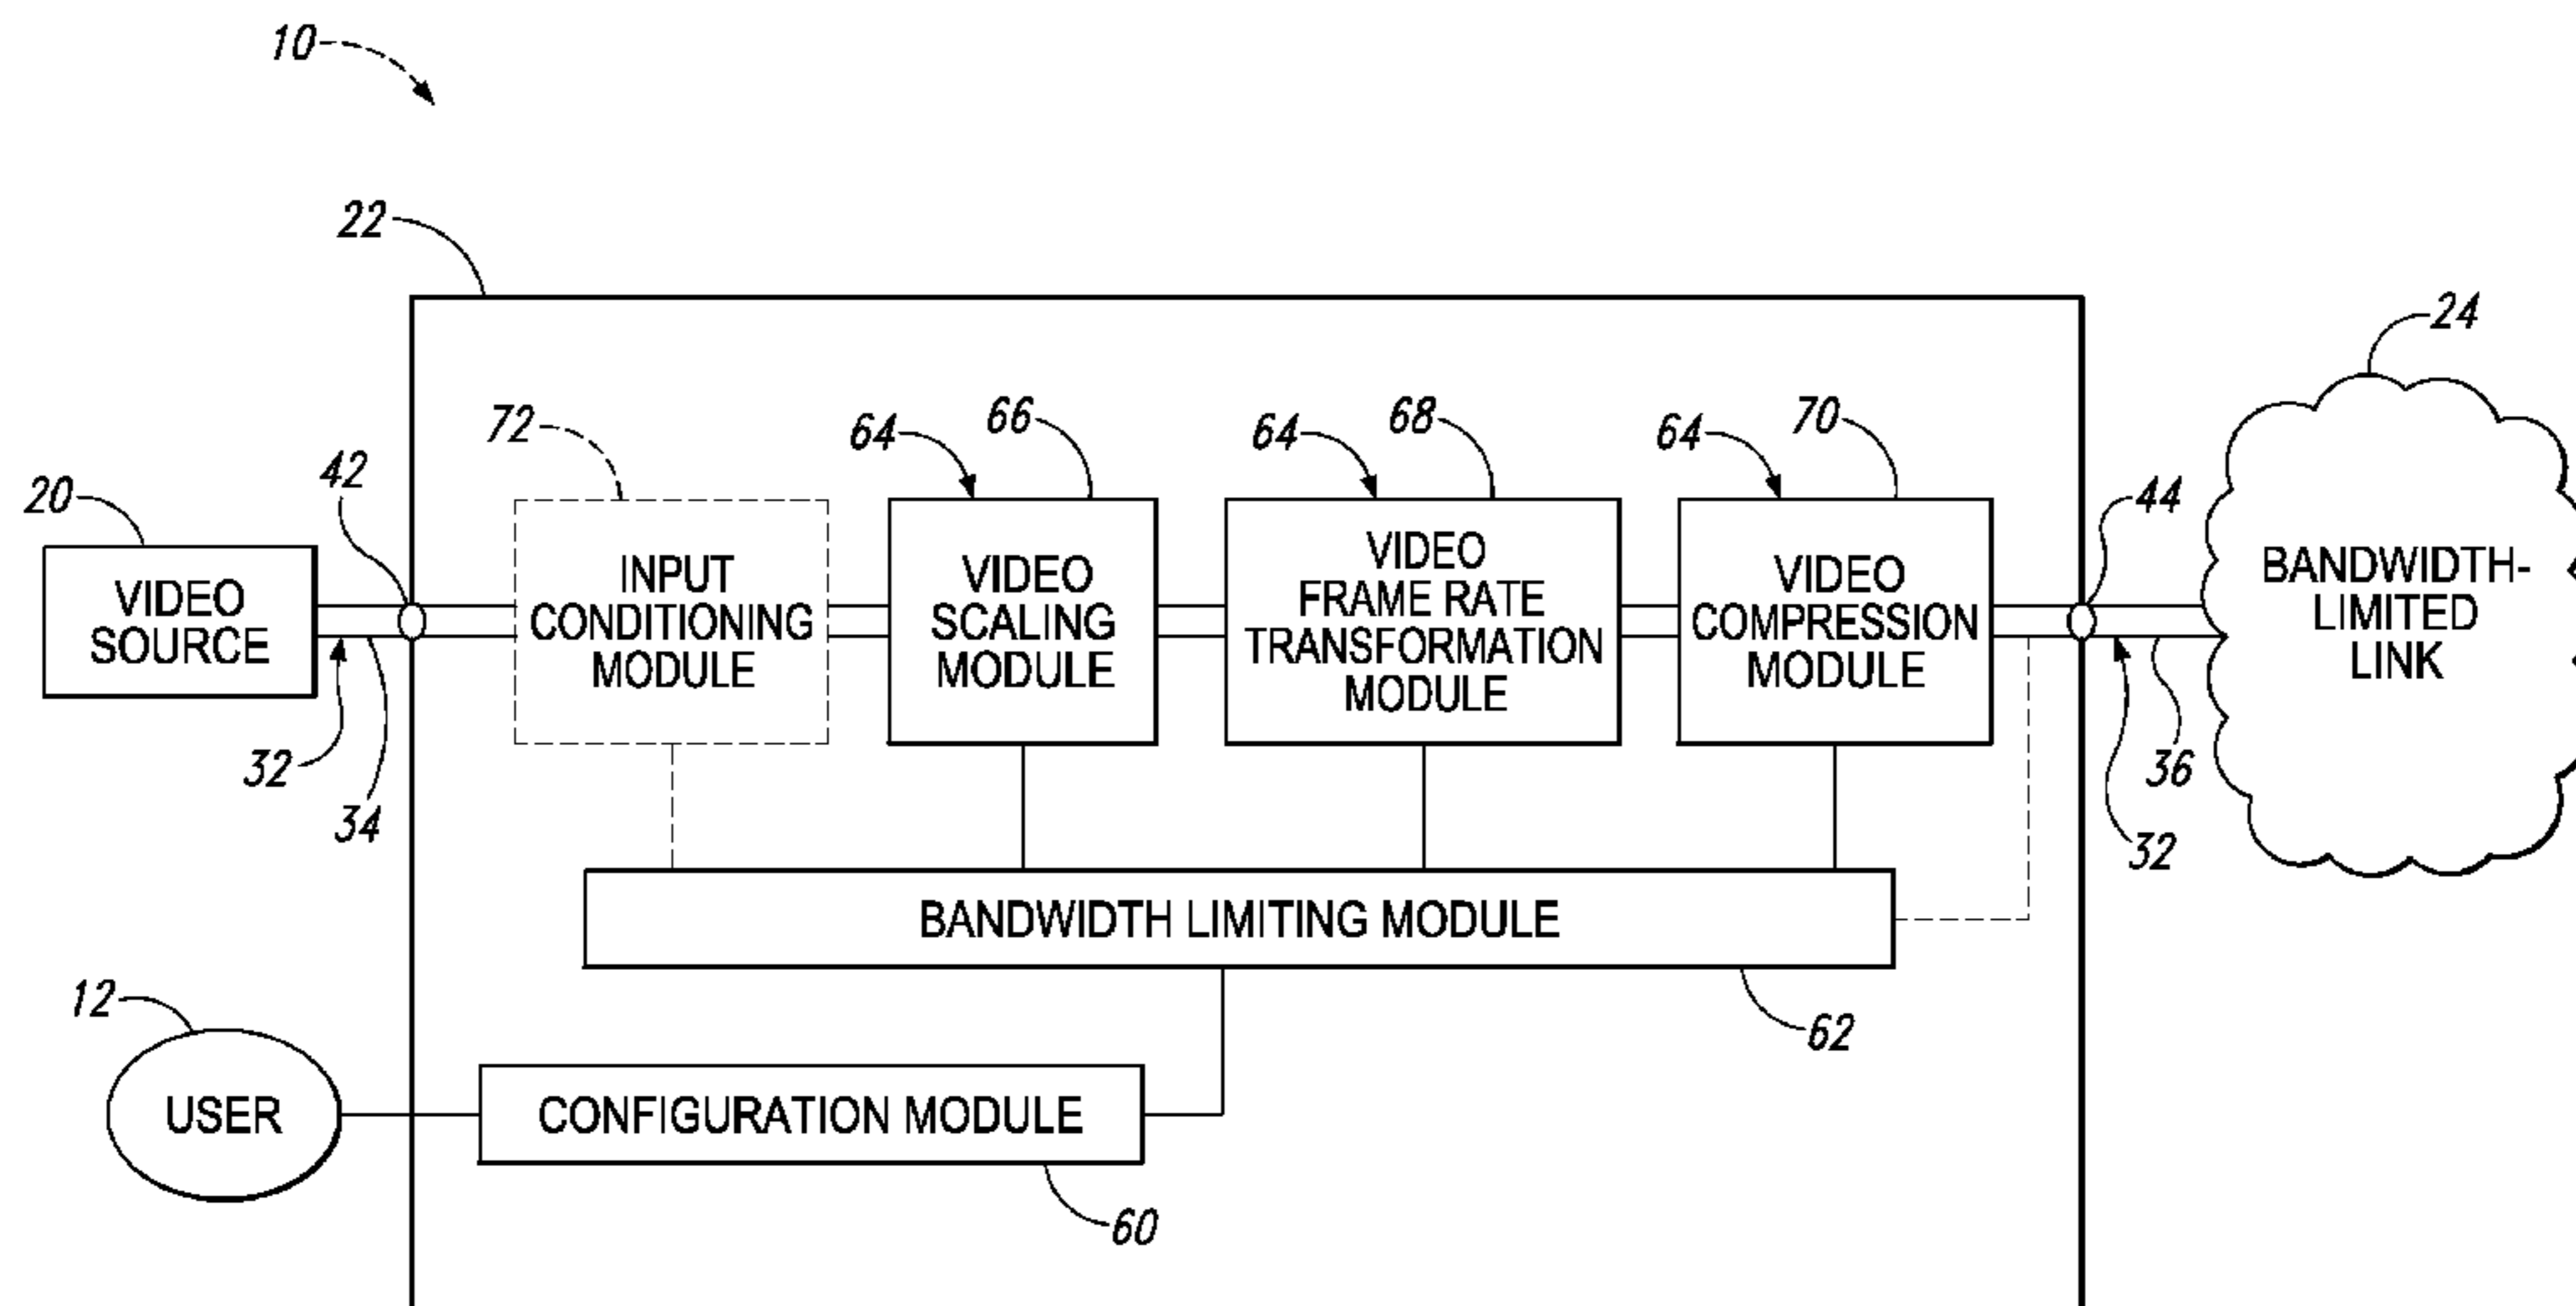 10
22
24
72
64
66
64
68
64
70
42
44
20
VIDEO
SOURCE
INPUT
CONDITIONING
MODULE
VIDEO
SCALING
MODULE
VIDEO
FRAME RATE
TRANSFORMATION
MODULE
VIDEO
COMPRESSION
MODULE
BANDWIDTH-
LIMITED
LINK
32
34
36
32
BANDWIDTH LIMITING MODULE
12
62
USER
CONFIGURATION MODULE
60